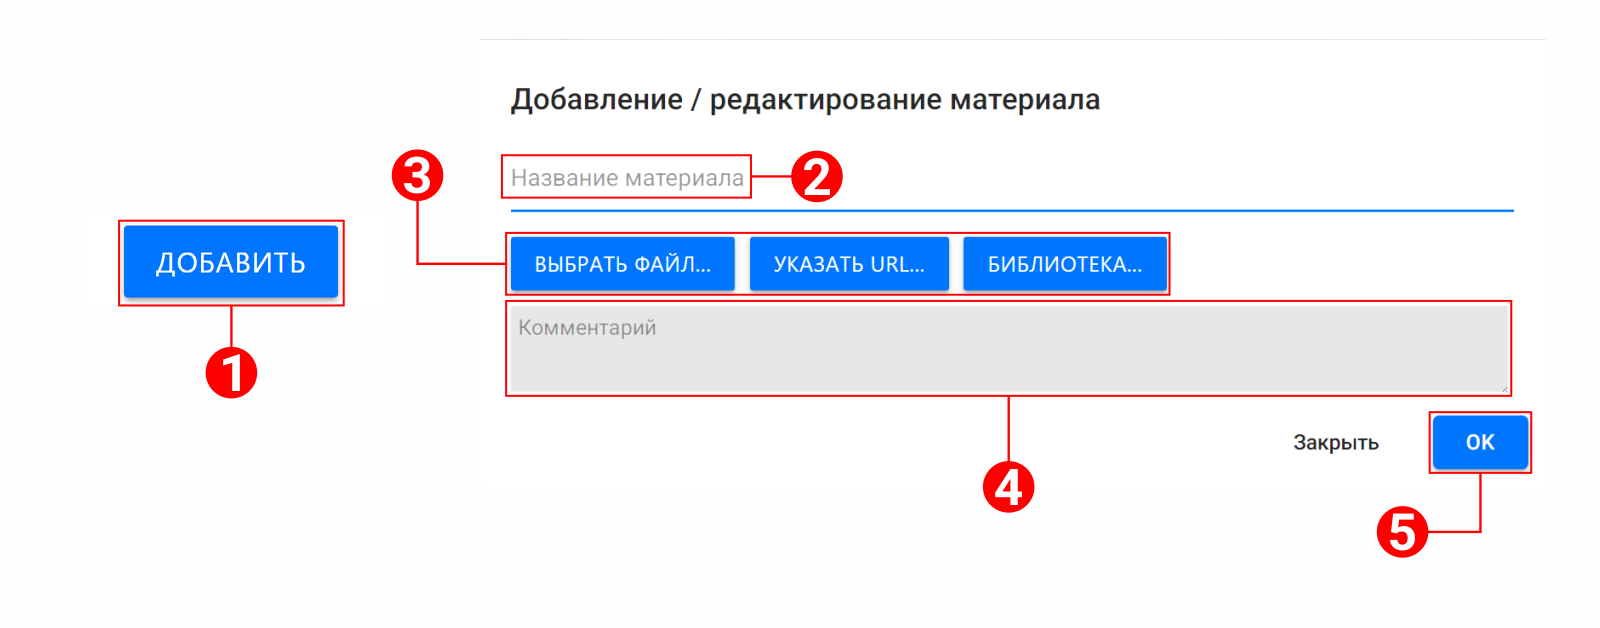 Добавление / редактирование материала
3
Название материала
2
ДОБАВИТЬ
ВЫБРАТЬ ФАЙЛ...
УКАЗАТЬ URL...
БИБЛИОТЕКА...
Комментарий
1
Закрыть
OK
4
5